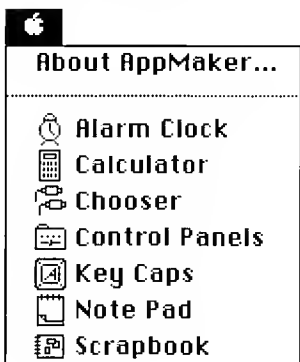 About AppMaker...
Alarm Clock
Calculator
Chooser
Control Panels
Key Caps
Note Pad
Scrapbook